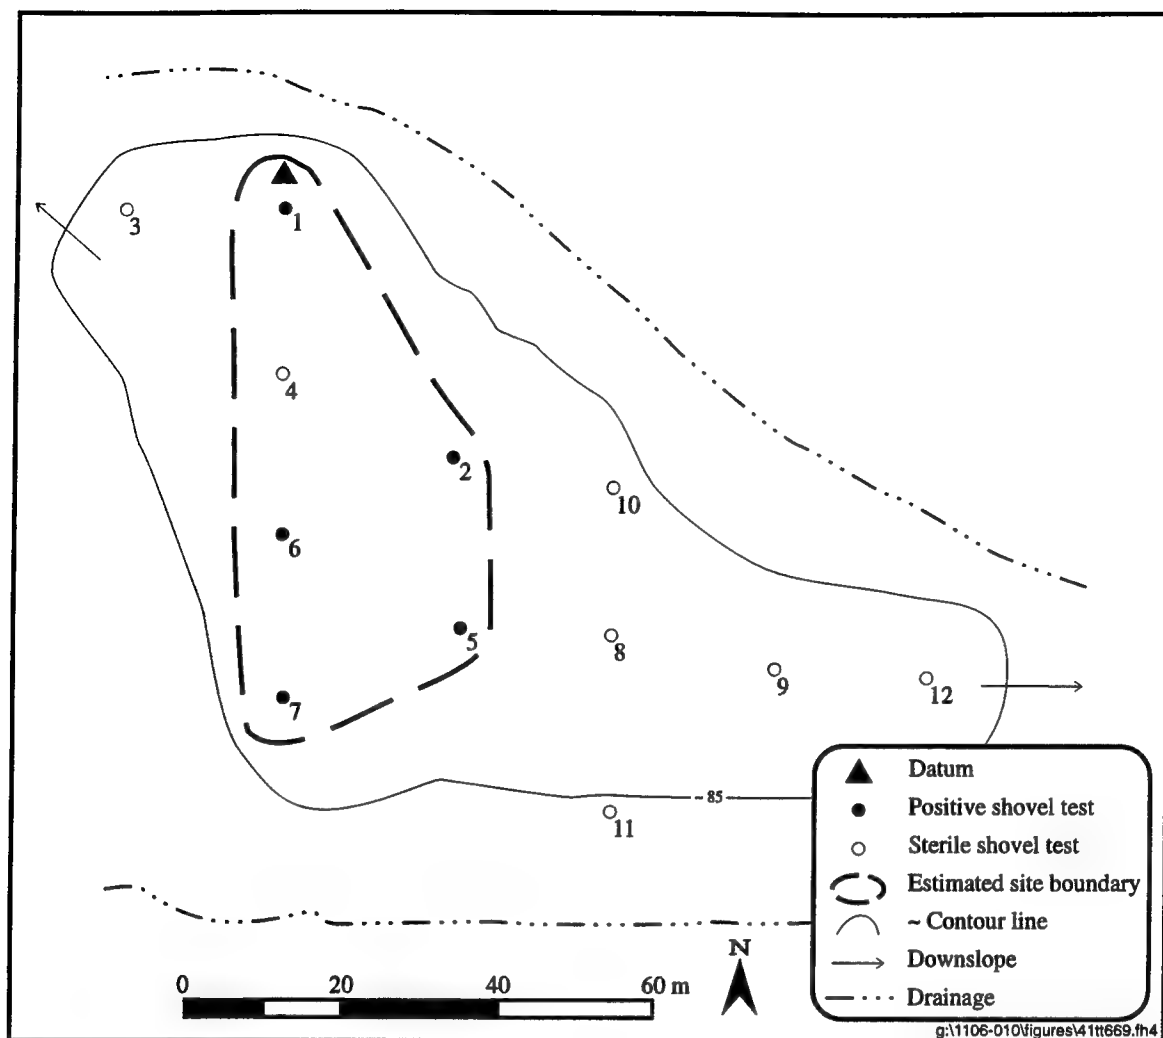 3
1
4
2
10
6
5
8
9
12
7
~85
11
Datum
Positive shovel test
Sterile shovel test
Estimated site boundary
~ Contour line
Downslope
Drainage
N
0 20 40 60 m
g:\1106-010\figures\41tt669.fh4